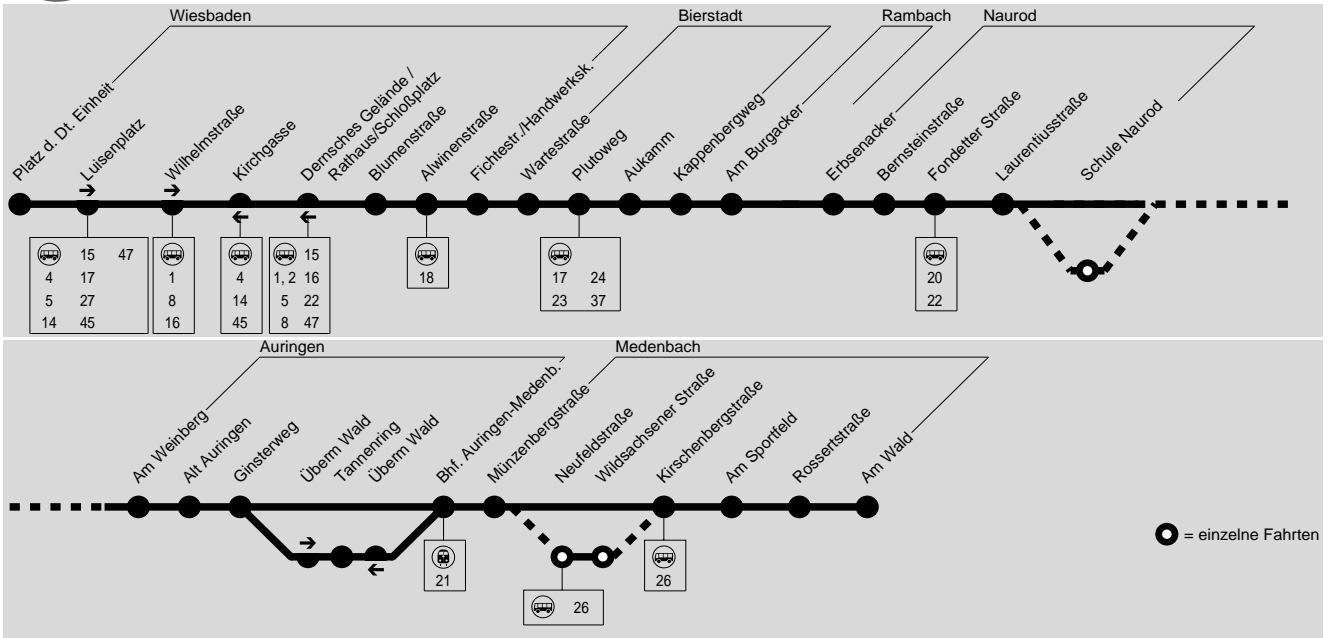 Wiesbaden
Bierstadt
Rambach
Naurod
Platz d. Dt. Einheit
Luisenplatz
Wilhelmstraße
Kirchgasse
Dernsches Gelände /
Rathaus/Schloßplatz
Blumenstraße
Alwinenstraße
Fichtestr./Handwerksk.
Wartestraße
Plutoweg
Aukamm
Kappenbergweg
Am Burgacker
Erbsenacker
Bernsteinstraße
Fondetter Straße
Laurentiusstraße
Schule Naurod
15 47
4 17
5 27
14 45
1
8
16
4
14
45
15
1, 2 16
5 22
8 47
18
17 24
23 37
20
22
Auringen
Medenbach
Am Weinberg
Alt Auringen
Ginsterweg
Überm Wald
Tannenring
Überm Wald
Bhf. Auringen-Medenb.
Münzenbergstraße
Neufeldstraße
Wildsachsener Straße
Kirschenbergstraße
Am Sportfeld
Rossertstraße
Am Wald
21
26
26
= einzelne Fahrten